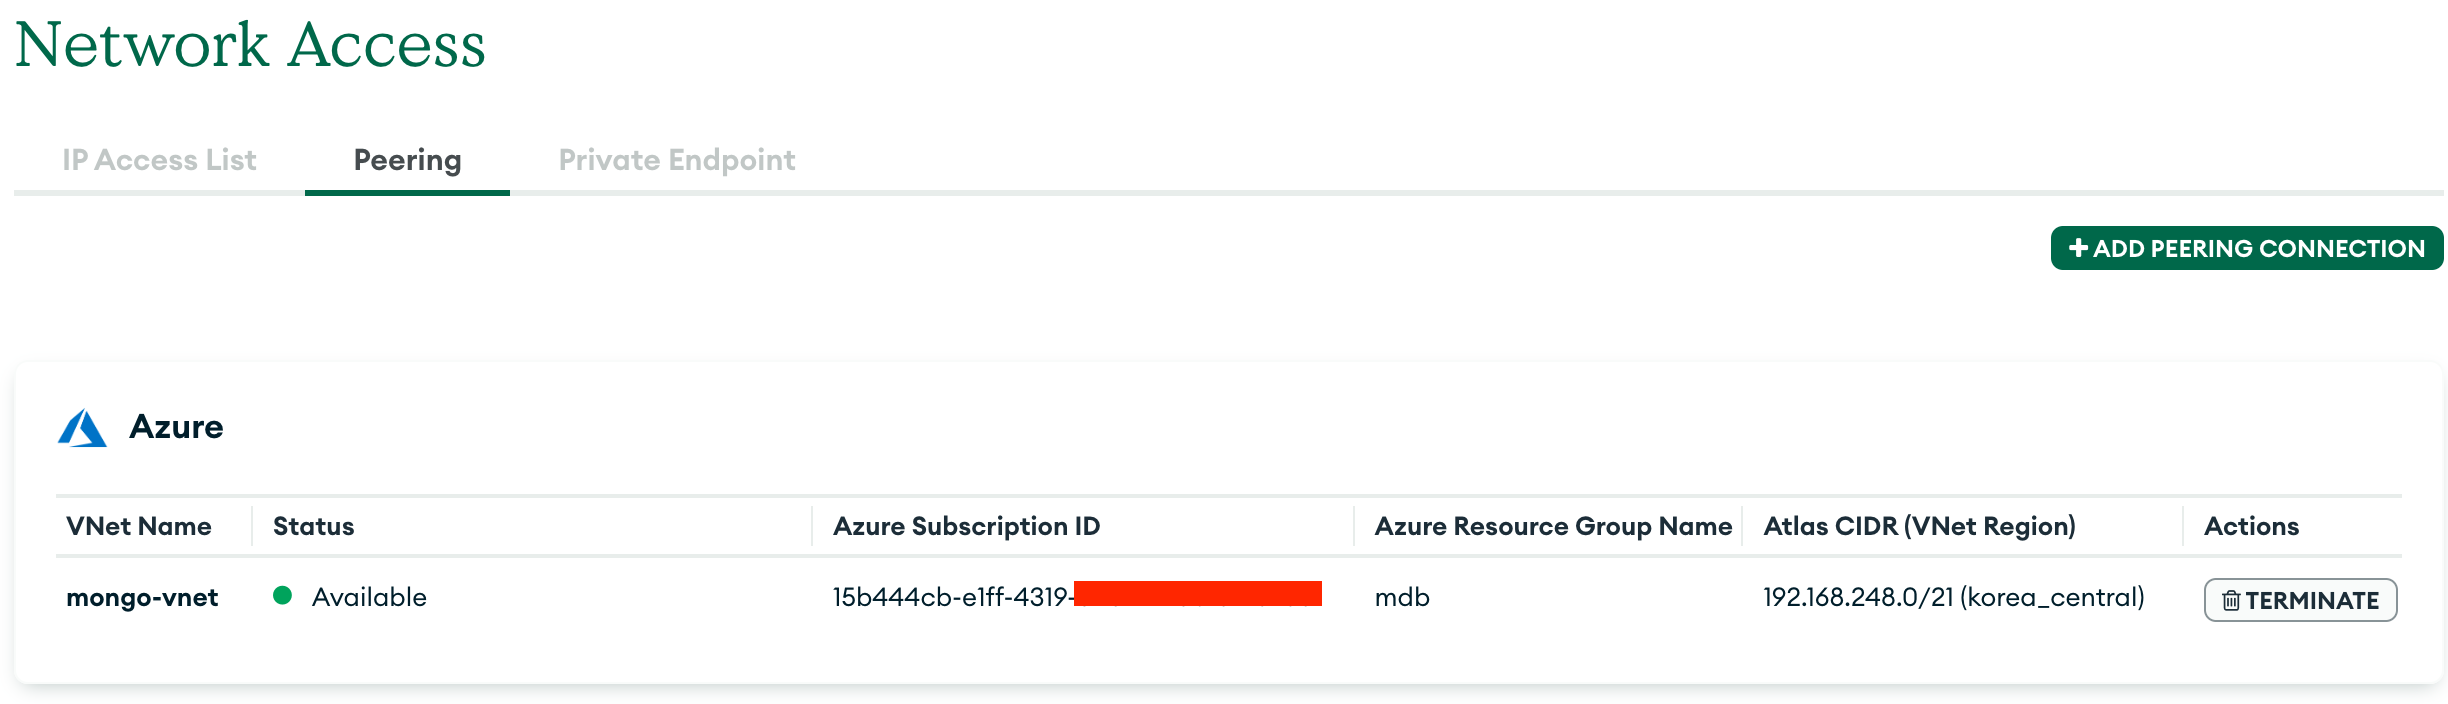 Network Access
IP Access List Peering Private Endpoint
+ ADD PEERING CONNECTION
Azure
VNet Name Status Azure Subscription ID Azure Resource Group Name Atlas CIDR (VNet Region) Actions
mongo-vnet Available 15b444cb-e1ff-4319- mdb 192.168.248.0/21 (korea_central) TERMINATE